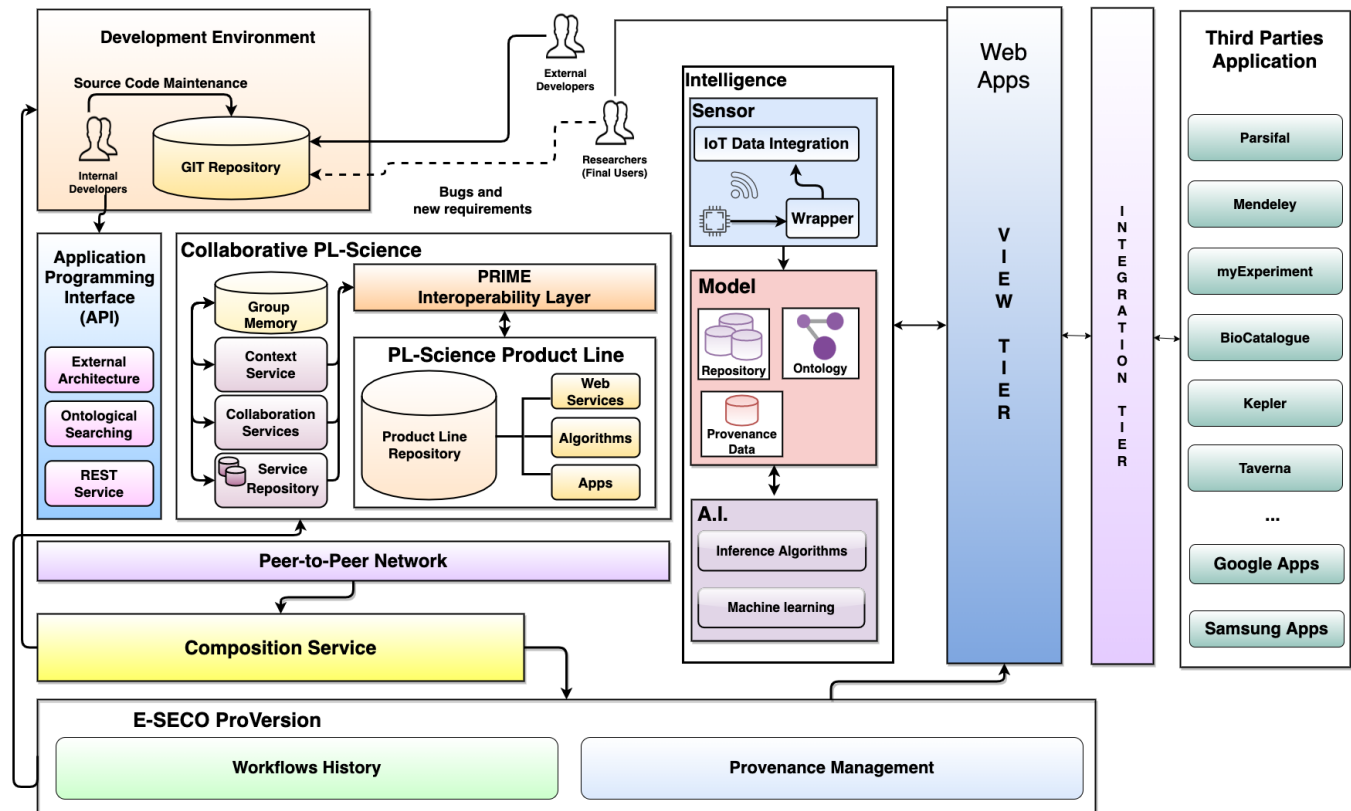 Development Environment
Source Code Maintenance
GIT Repository
Internal
Developers
External
Developers
Researchers
(Final Users)
Bugs and
new requirements
Application
Programming
Interface
(API)
External
Architecture
Ontological
Searching
REST
Service
Collaborative PL-Science
Group
Memory
Context
Service
Collaboration
Services
Service
Repository
PRIME
Interoperability Layer
PL-Science Product Line
Product Line
Repository
Web
Services
Algorithms
Apps
Peer-to-Peer Network
Composition Service
E-SECO ProVersion
Workflows History
Provenance Management
Intelligence
Sensor
IoT Data Integration
Wrapper
Model
Repository
Ontology
Provenance
Data
A.I.
Inference Algorithms
Machine learning
Web
Apps
V
I
E
W
T
I
E
R
I
N
T
E
G
R
A
T
I
O
N
T
I
E
R
Third Parties
Application
Parsifal
Mendeley
myExperiment
BioCatalogue
Kepler
Taverna
...
Google Apps
Samsung Apps